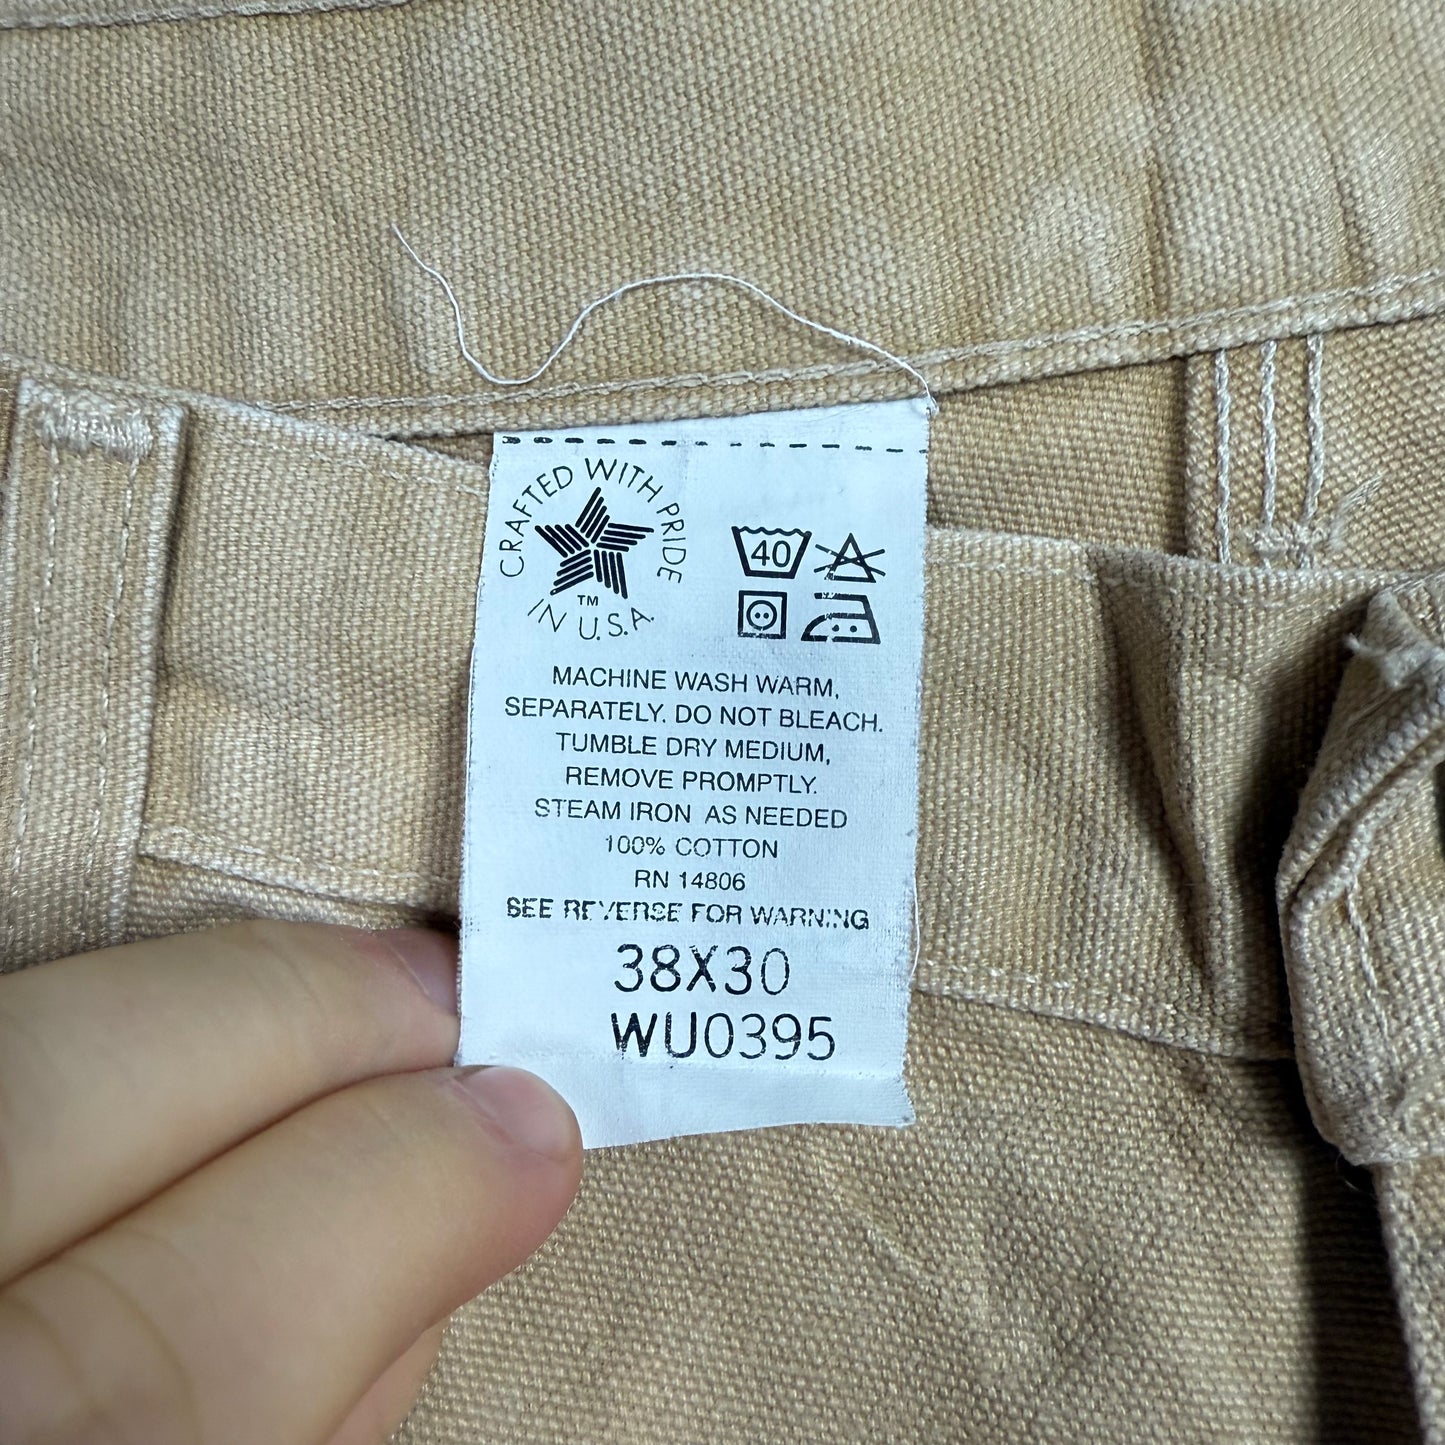 CRAFTED WITH PRIDE
TM
IN U.S.A.
40
MACHINE WASH WARM,
SEPARATELY. DO NOT BLEACH.
TUMBLE DRY MEDIUM,
REMOVE PROMPTLY.
STEAM IRON AS NEEDED
100% COTTON
RN 14806
SEE REVERSE FOR WARNING
38X30
WU0395